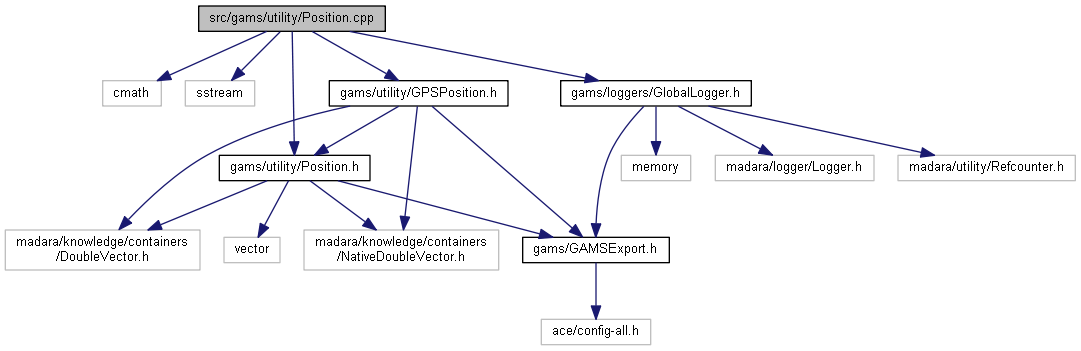 src/gams/utility/Position.cpp
cmath
sstream
gams/utility/GPSPosition.h
gams/loggers/GlobalLogger.h
gams/utility/Position.h
memory
madara/logger/Logger.h
madara/utility/Refcounter.h
madara/knowledge/containers
/DoubleVector.h
vector
madara/knowledge/containers
/NativeDoubleVector.h
gams/GAMSExport.h
ace/config-all.h